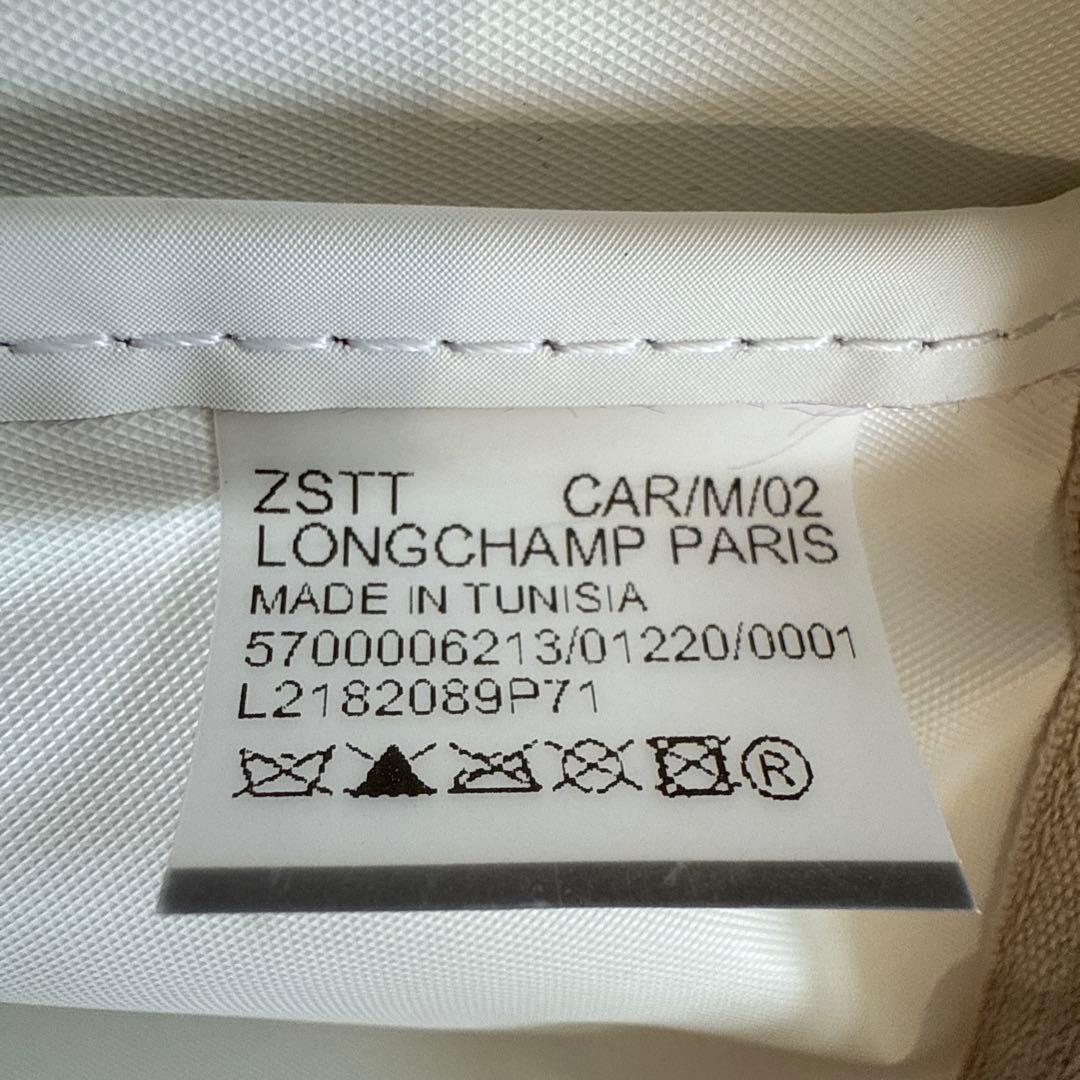 ZSTT CAR/M/02
LONGCHAMP PARIS
MADE IN TUNISIA
5700006213/01220/0001
L2182089P71
®